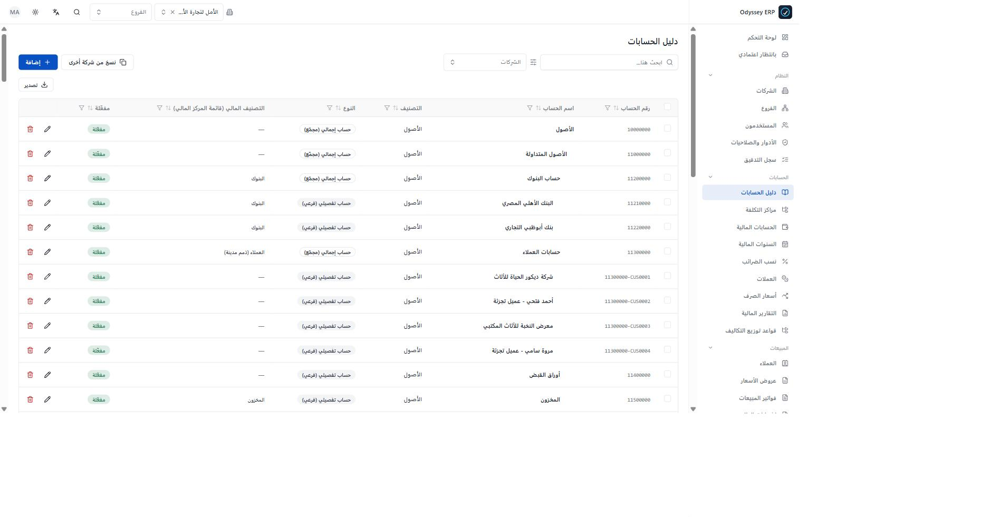 Odyssey ERP
الأمل لتجارة الأ...
الفروع
MA
لوحة التحكم
بانتظار اعتمادي
النظام
الشركات
الفروع
المستخدمون
الأدوار والصلاحيات
سجل التدقيق
الحسابات
دليل الحسابات
مراكز التكلفة
الحسابات المالية
السنوات المالية
نسب الضرائب
العملات
أسعار الصرف
التقارير المالية
قواعد توزيع التكاليف
المبيعات
العملاء
عروض الأسعار
فواتير المبيعات
دليل الحسابات
ابحث هنا...
الشركات
نسخ من شركة أخرى
إضافة
تصدير
رقم الحساب اسم الحساب التصنيف النوع التصنيف المالي (قائمة المركز المالي) مفعّلة
10000000 الأصول الأصول حساب إجمالي (مجمّع) — مفعّلة
11000000 الأصول المتداولة الأصول حساب إجمالي (مجمّع) — مفعّلة
11200000 حساب البنوك الأصول حساب إجمالي (مجمّع) البنوك مفعّلة
11210000 البنك الأهلي المصري الأصول حساب تفصيلي (فرعي) البنوك مفعّلة
11220000 بنك أبوظبي التجاري الأصول حساب تفصيلي (فرعي) البنوك مفعّلة
11300000 حسابات العملاء الأصول حساب إجمالي (مجمّع) العملاء (ذمم مدينة) مفعّلة
11300000-CUS0001 شركة ديكور الحياة للأثاث الأصول حساب تفصيلي (فرعي) — مفعّلة
11300000-CUS0002 أحمد فتحي - عميل تجزئة الأصول حساب تفصيلي (فرعي) — مفعّلة
11300000-CUS0003 معرض النخبة للأثاث المكتبي الأصول حساب تفصيلي (فرعي) — مفعّلة
11300000-CUS0004 مروة سامي - عميل تجزئة الأصول حساب تفصيلي (فرعي) — مفعّلة
11400000 أوراق القبض الأصول حساب تفصيلي (فرعي) — مفعّلة
11500000 المخزون الأصول حساب تفصيلي (فرعي) المخزون مفعّلة